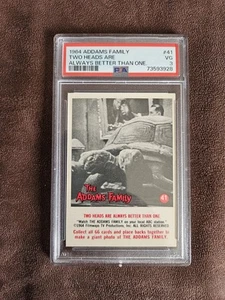 1964 ADDAMS FAMILY #41
TWO HEADS ARE VG
ALWAYS BETTER THAN ONE. 3
PSA 73593928
THE
ADDAMS FAMILY
41
TWO HEADS ARE ALWAYS BETTER THAN ONE
"Watch THE ADDAMS FAMILY on your local ABC station"
©1964 Filmways TV Productions, Inc. All Rights
Collect all 66 cards and place backs together to
make a giant photo of THE ADDAMS FAMILY.